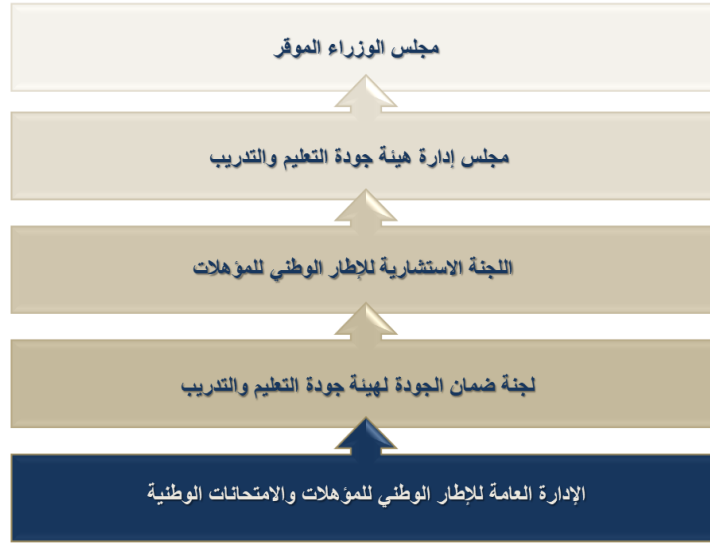 مجلس الوزراء الموقر
مجلس إدارة هيئة جودة التعليم والتدريب
اللجنة الاستشارية للإطار الوطني للمؤهلات
لجنة ضمان الجودة لهيئة جودة التعليم والتدريب
الإدارة العامة للإطار الوطني للمؤهلات والامتحانات الوطنية